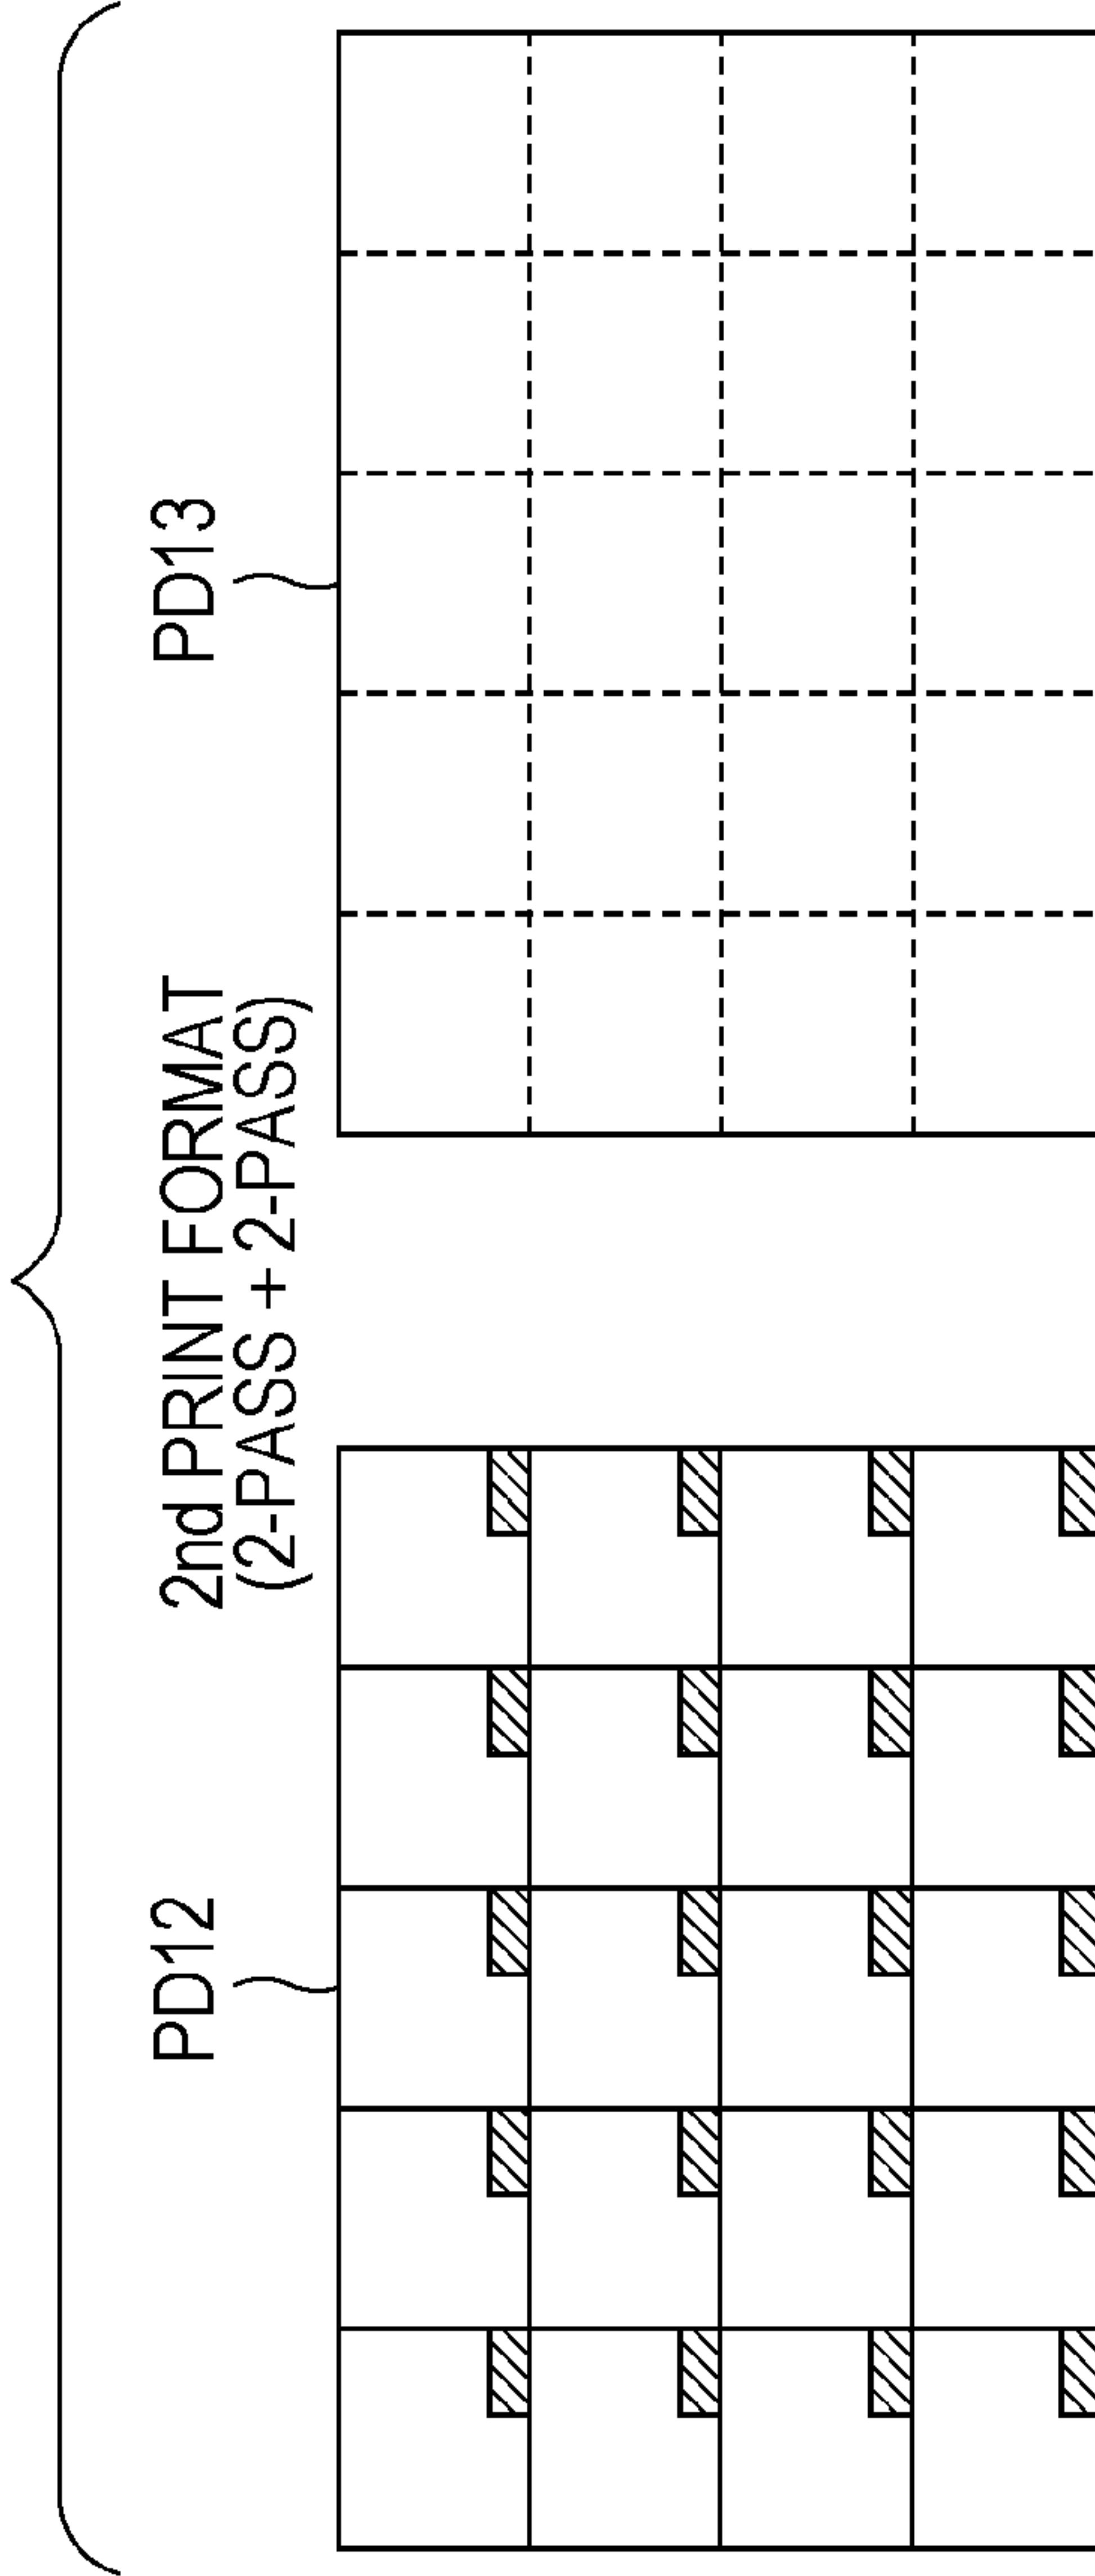 2nd PRINT FORMAT
(2-PASS + 2-PASS)
PD12
PD13